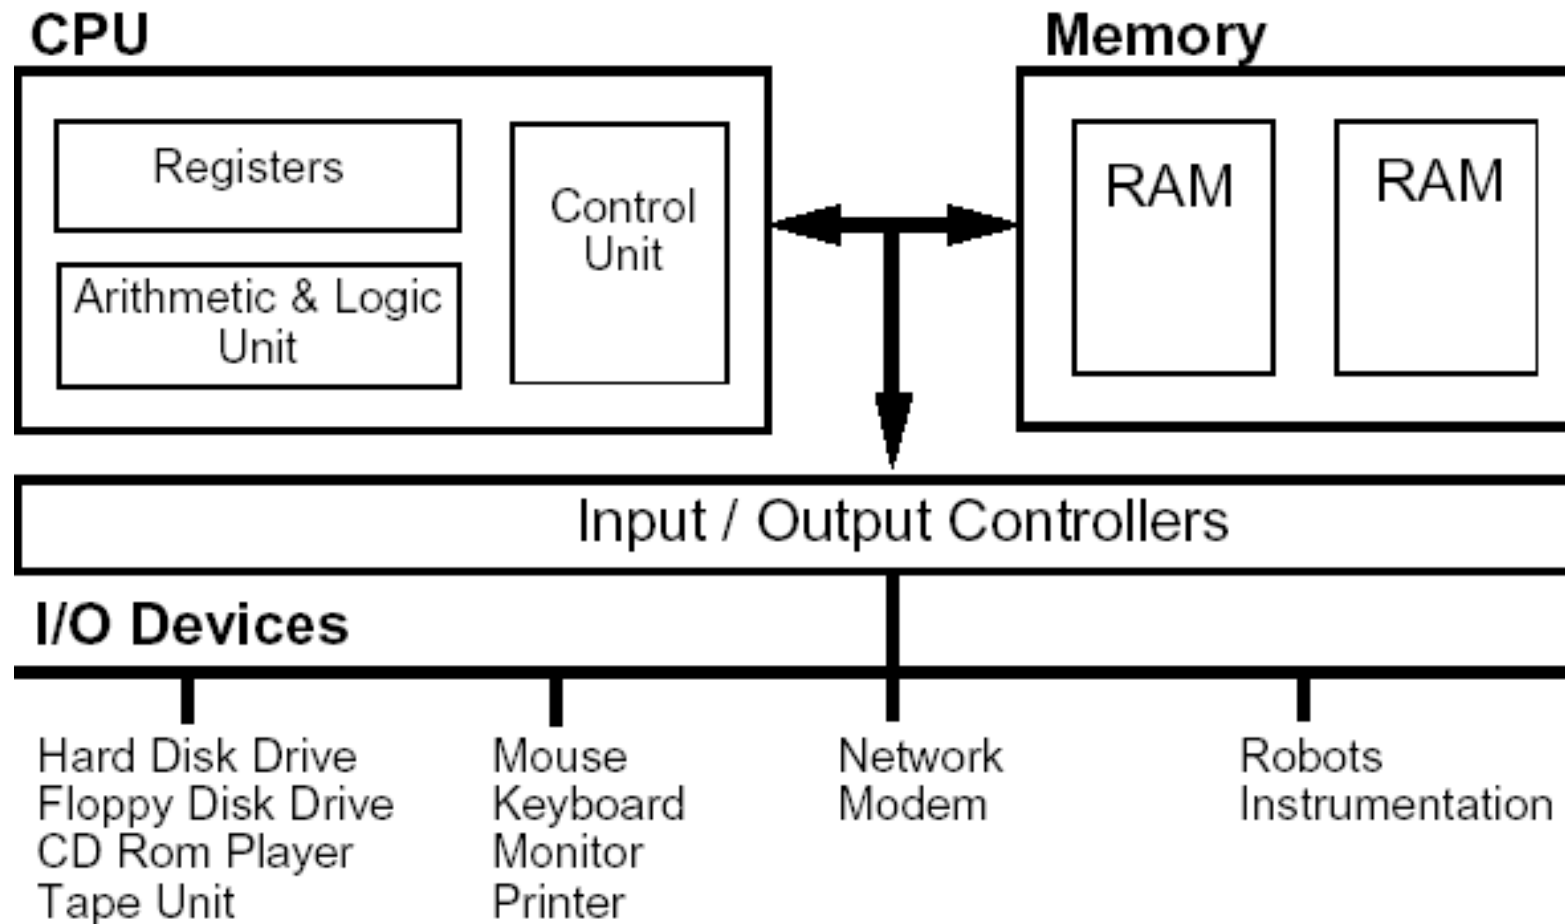 CPU
Memory
Registers
Arithmetic & Logic
Unit
Control
Unit
RAM
RAM
Input / Output Controllers
I/O Devices
Hard Disk Drive
Floppy Disk Drive
CD Rom Player
Tape Unit
Mouse
Keyboard
Monitor
Printer
Network
Modem
Robots
Instrumentation